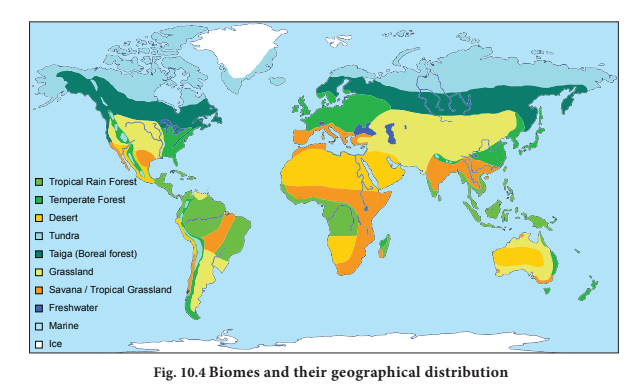 Tropical Rain Forest
Temperate Forest
Desert
Tundra
Taiga (Boreal forest)
Grassland
Savana / Tropical Grassland
Freshwater
Marine
Ice
Fig. 10.4 Biomes and their geographical distribution